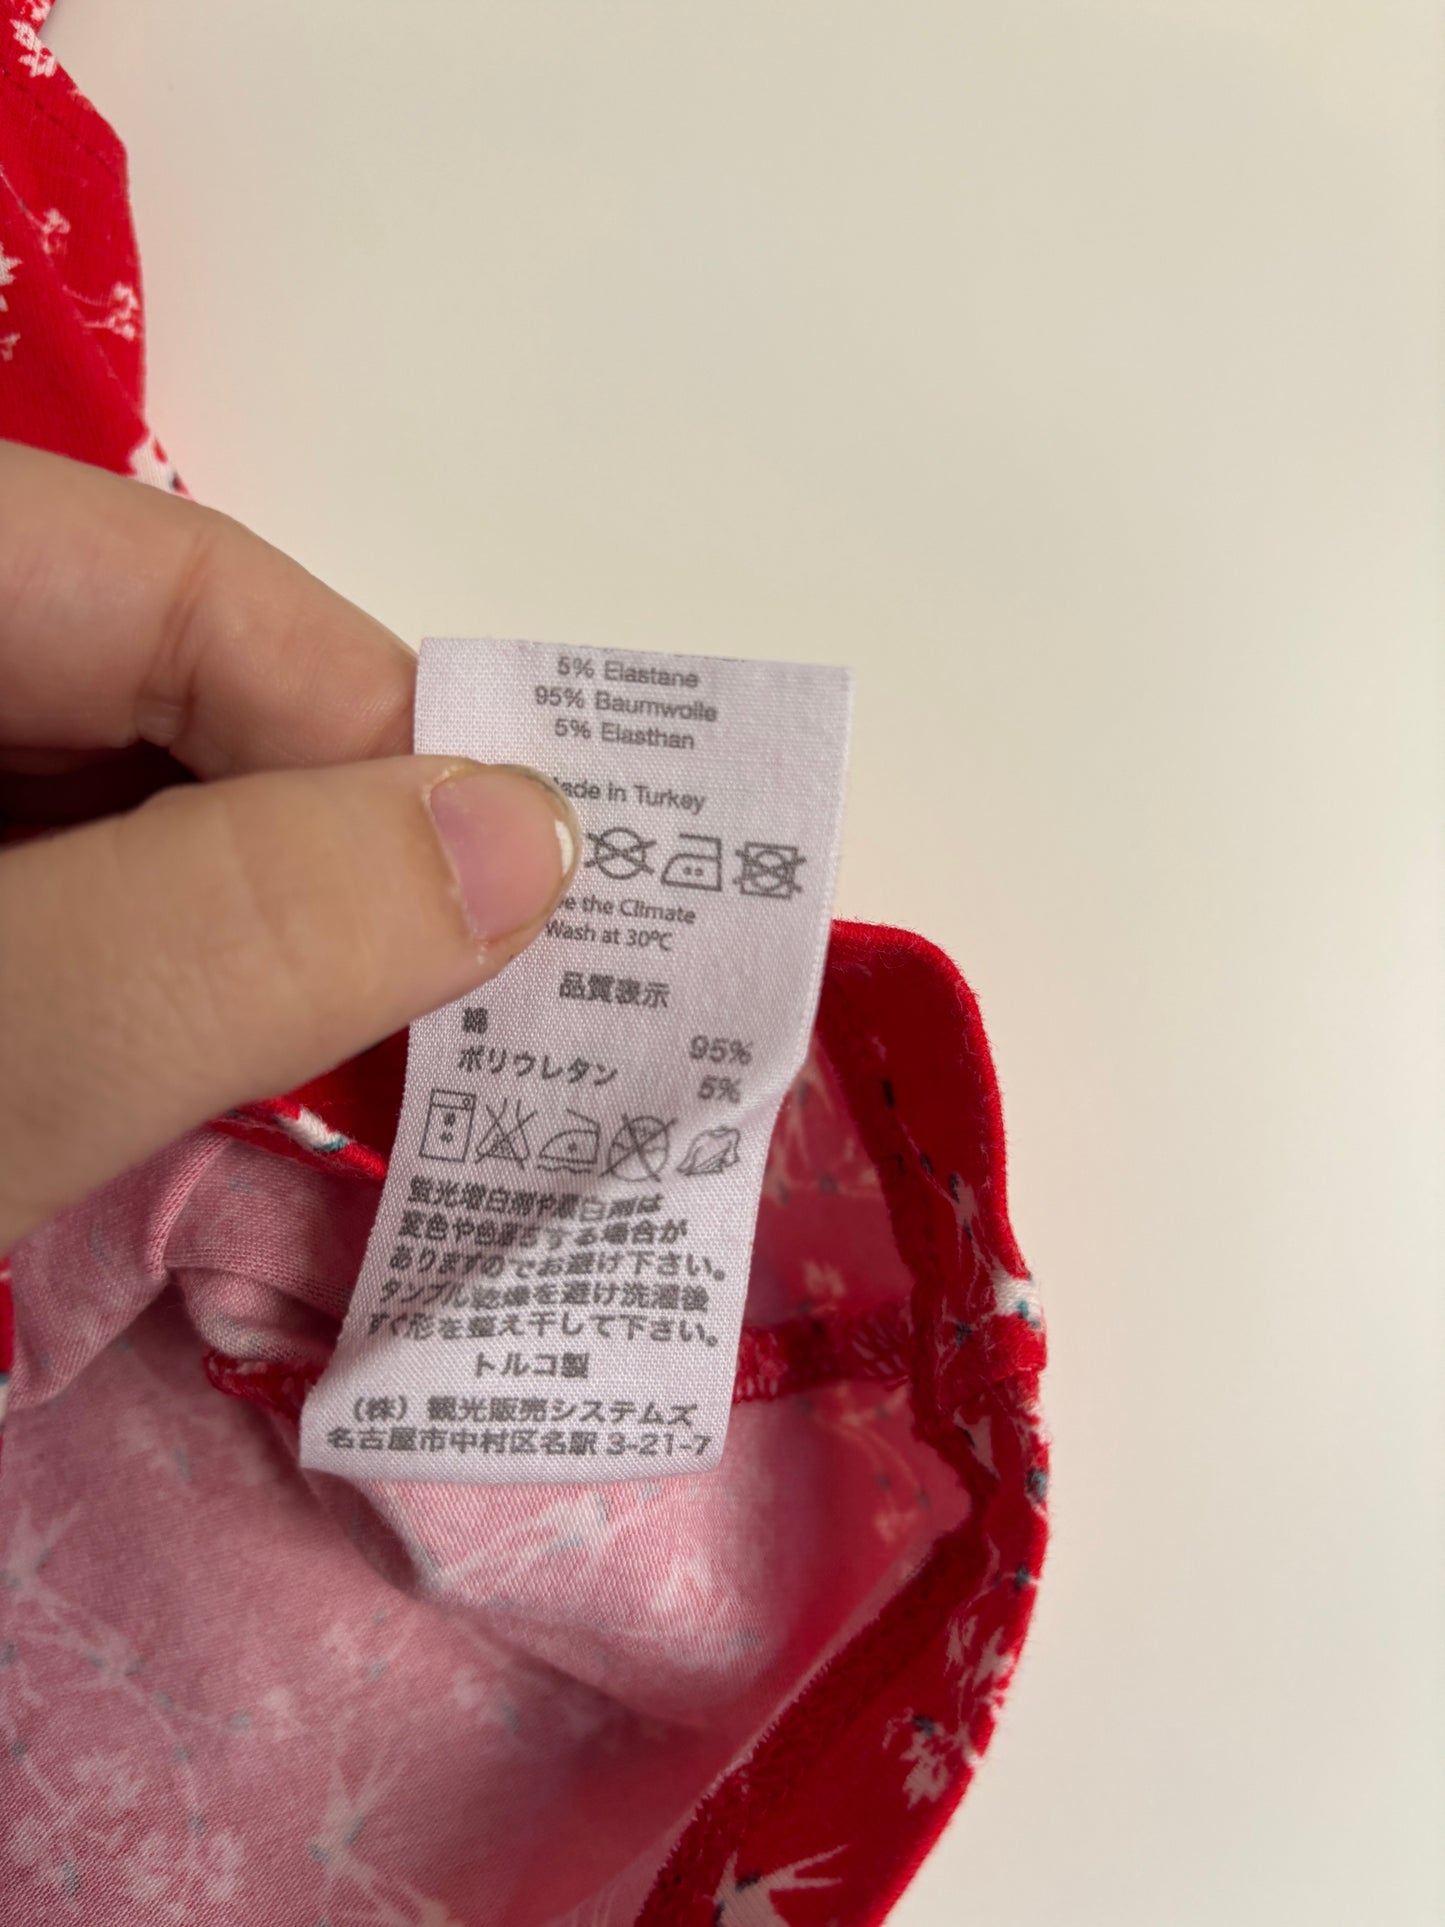 5% Elastane
95% Baumwolle
5% Elasthan
in Turkey
the Climate
Wash at 30ºC
品質表示
綿 95%
ポリウレタン 5%
蛍光増白剤や漂白剤は
変色や色落ちする場合が
ありますのでお避け下さい。
タンブル乾燥を避け洗濯後
すぐ形を整え干して下さい。
トルコ製
（株）観光販売システムズ
名古屋市中村区名駅 3-21-7